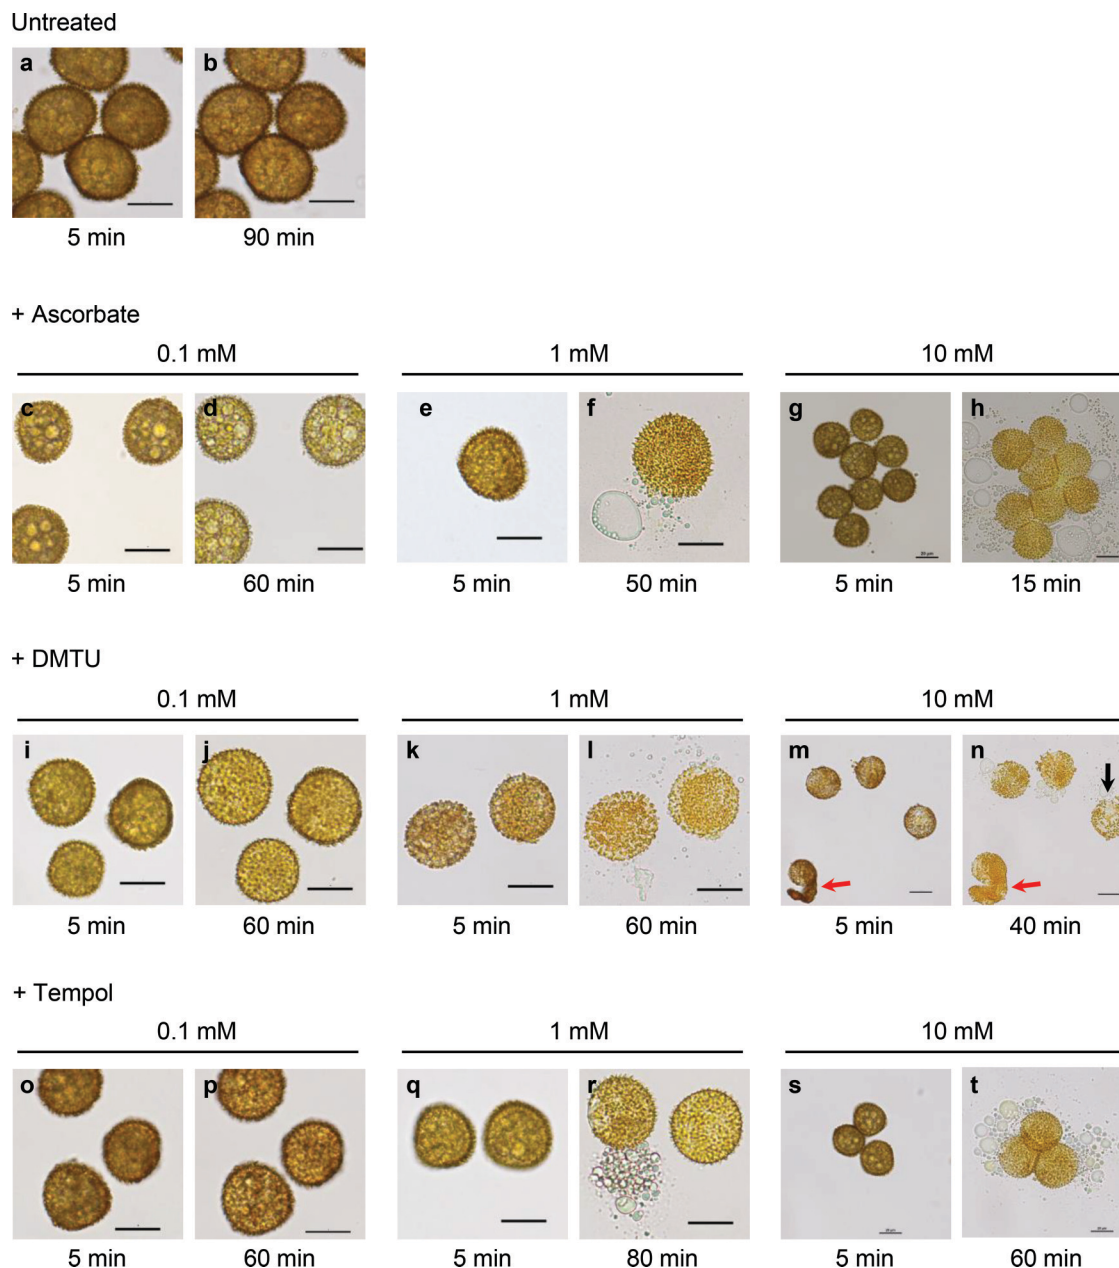 Untreated
a b
5 min 90 min
+ Ascorbate
0.1 mM 1 mM 10 mM
c d e f g h
5 min 60 min 5 min 50 min 5 min 15 min
+ DMTU
0.1 mM 1 mM 10 mM
i j k l m n
5 min 60 min 5 min 60 min 5 min 40 min
+ Tempol
0.1 mM 1 mM 10 mM
o p q r s t
5 min 60 min 5 min 80 min 5 min 60 min